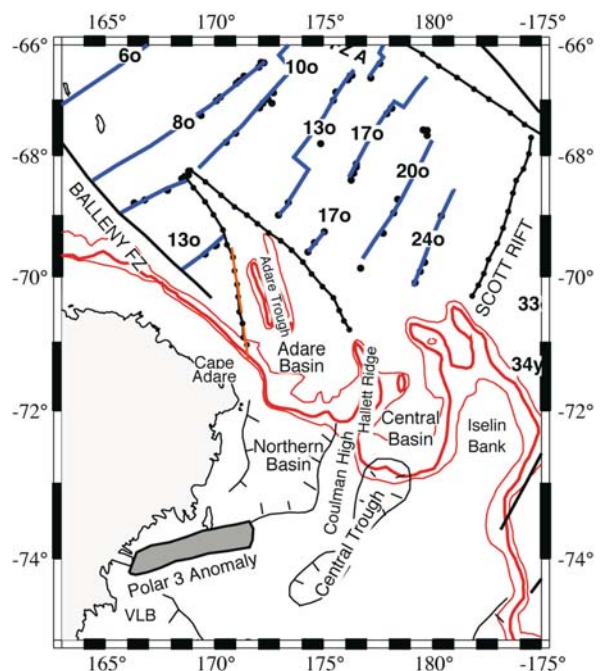 165° 170° 175° 180° -175°
-66° -66°
6o
10o
FZ A
8o
13o
17o
-68° -68°
20o
BALLENY FZ
17o
13o
24o
-70° -70°
Adare Trough
SCOTT RIFT
33
Adare
Basin
Cape
Adare
34y
Hallett Ridge
-72° -72°
Central
Basin
Iselin
Bank
Northern
Basin
Coulman High
Central Trough
-74° -74°
Polar 3 Anomaly
VLB
165° 170° 175° 180° -175°